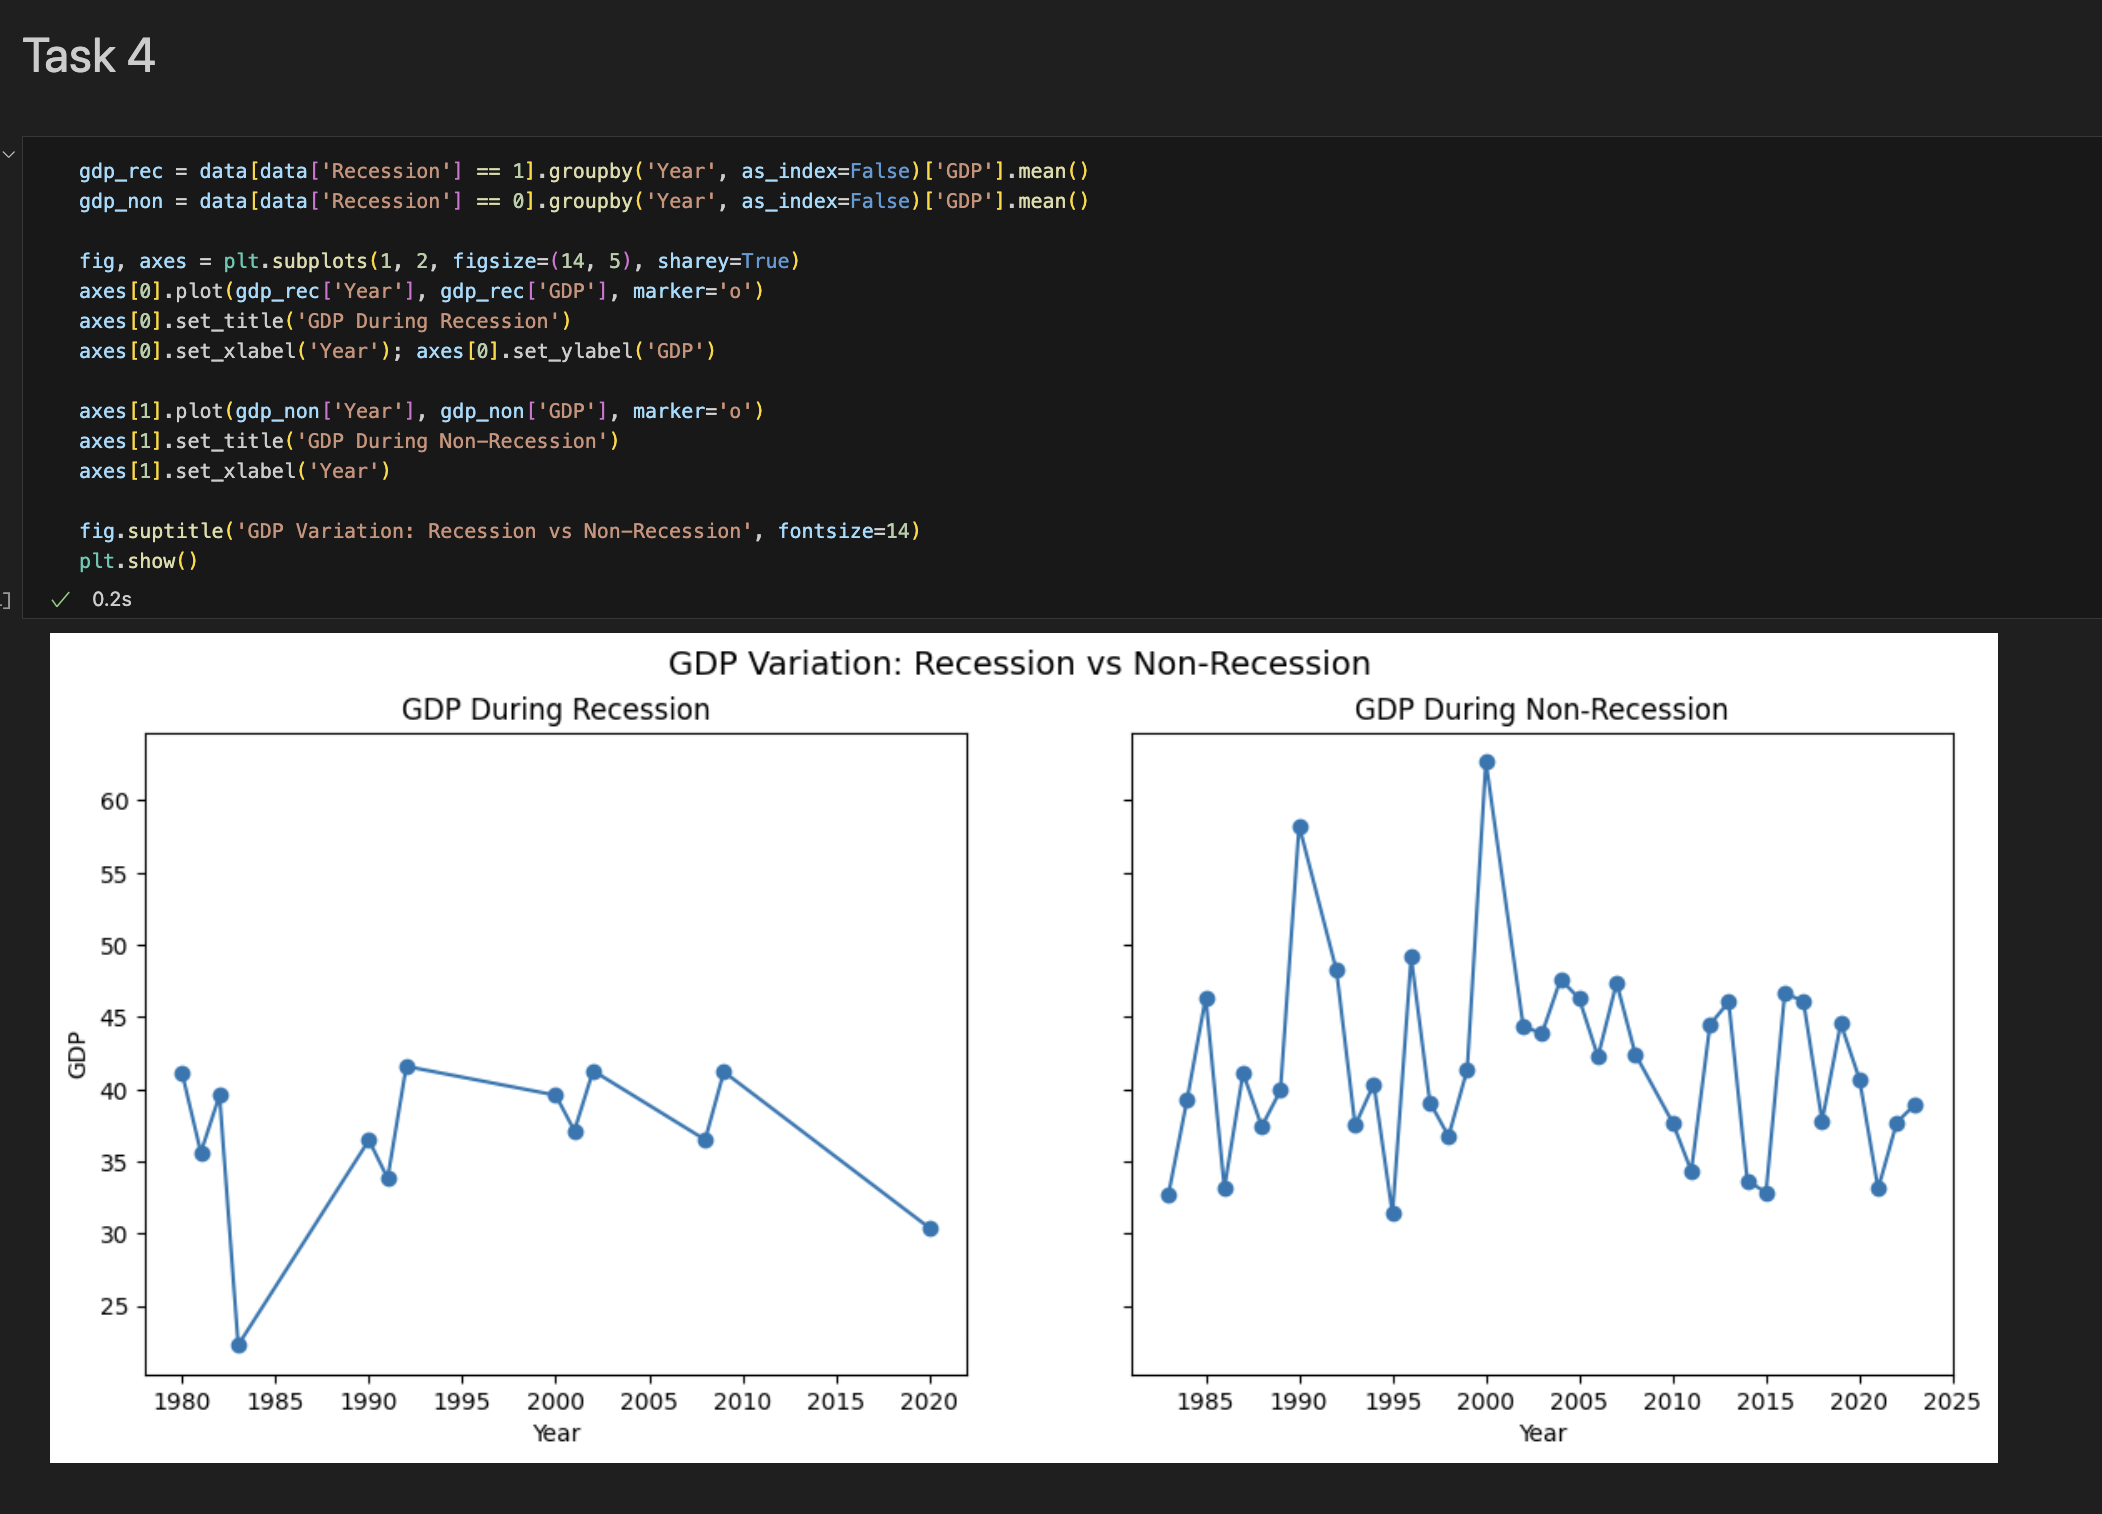 Task 4
gdp_rec = data[data['Recession'] == 1].groupby('Year', as_index=False)['GDP'].mean()
gdp_non = data[data['Recession'] == 0].groupby('Year', as_index=False)['GDP'].mean()
fig, axes = plt.subplots(1, 2, figsize=(14, 5), sharey=True)
axes[0].plot(gdp_rec['Year'], gdp_rec['GDP'], marker='o')
axes[0].set_title('GDP During Recession')
axes[0].set_xlabel('Year'); axes[0].set_ylabel('GDP')
axes[1].plot(gdp_non['Year'], gdp_non['GDP'], marker='o')
axes[1].set_title('GDP During Non-Recession')
axes[1].set_xlabel('Year')
fig.suptitle('GDP Variation: Recession vs Non-Recession', fontsize=14)
plt.show()
] ✓ 0.2s
GDP Variation: Recession vs Non-Recession
GDP During Recession
60
55
50
45
40
35
30
25
GDP
1980 1985 1990 1995 2000 2005 2010 2015 2020
Year
GDP During Non-Recession
1985 1990 1995 2000 2005 2010 2015 2020 2025
Year